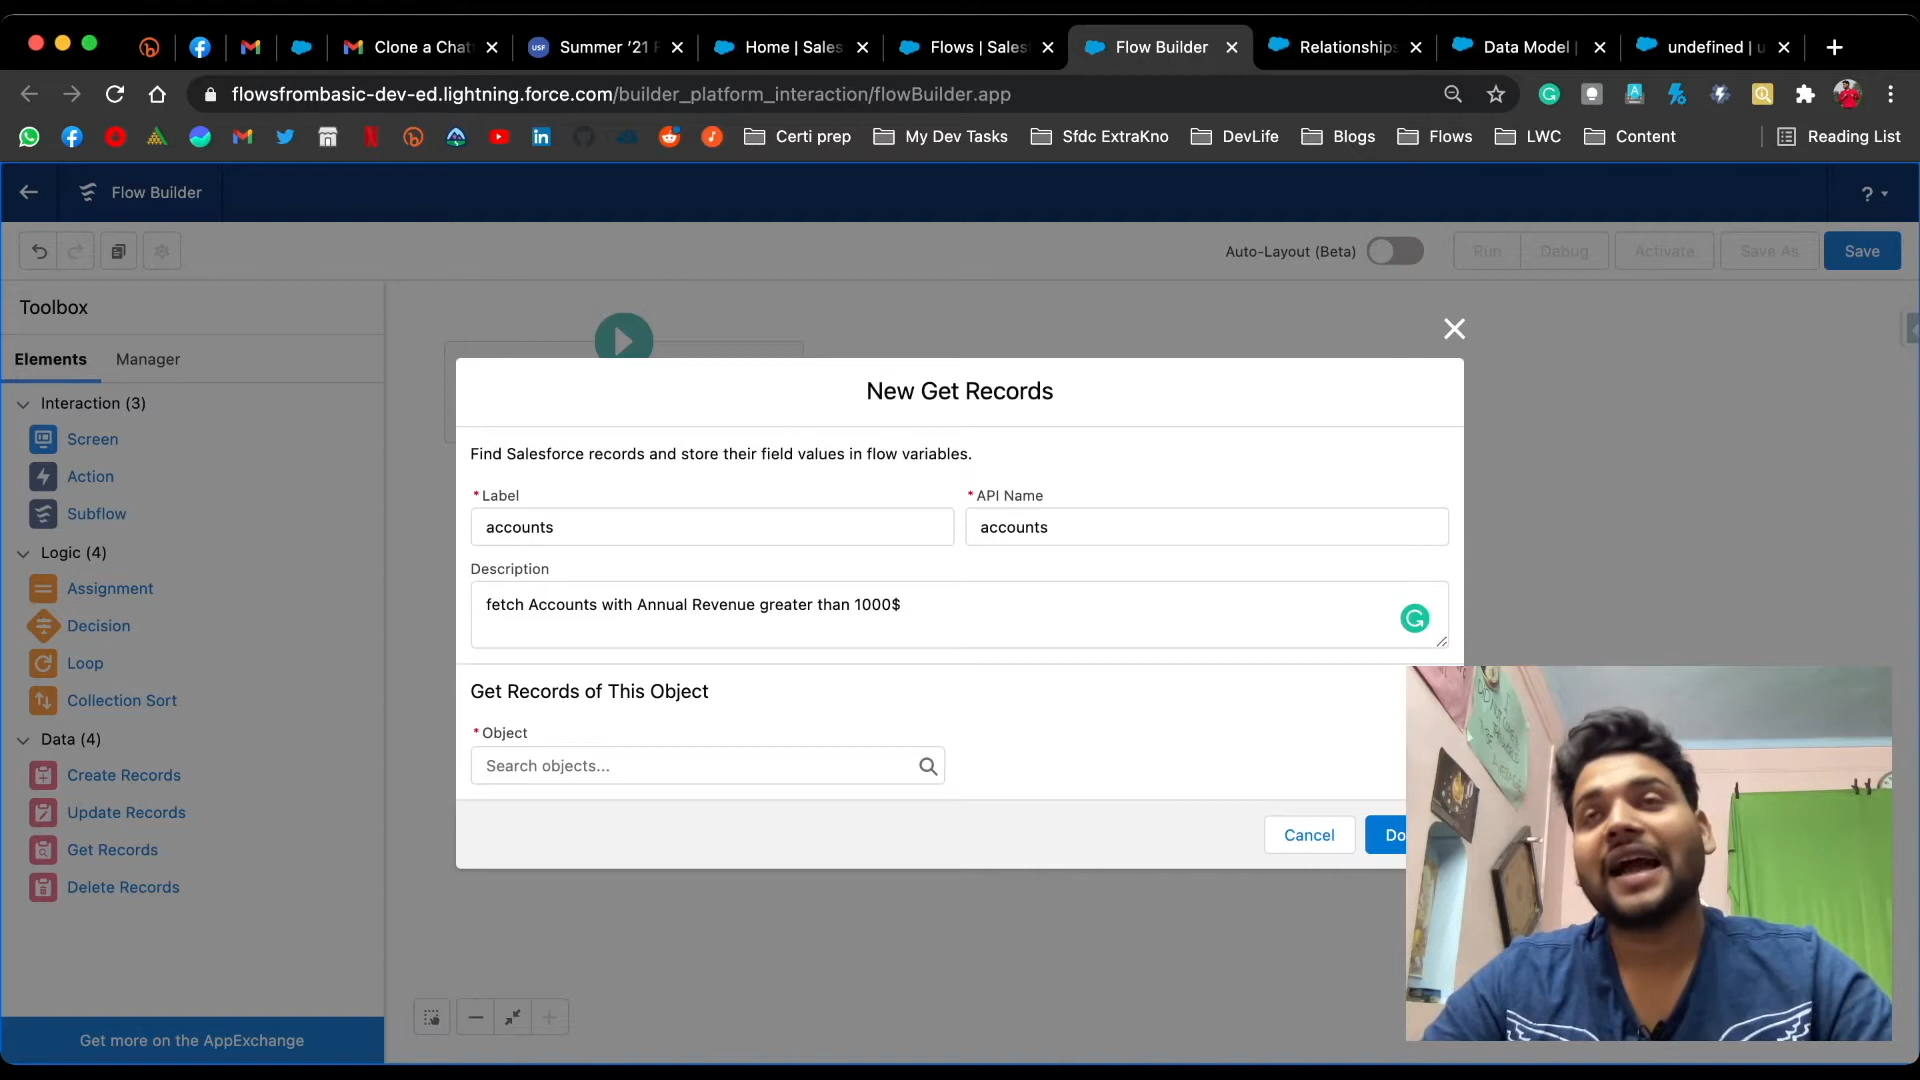 Clone a Chat
USF
Summer ’21
Home | Sales
Flows | Sales
Flow Builder
Relationships
Data Model |
undefined | u
flowsfrombasic-dev-ed.lightning.force.com/builder_platform_interaction/flowBuilder.app
Certi prep
My Dev Tasks
Sfdc ExtraKno
DevLife
Blogs
Flows
LWC
Content
Reading List
Flow Builder
?
Auto-Layout (Beta)
Run
Debug
Activate
Save As
Save
Toolbox
Elements
Manager
Interaction (3)
Screen
Action
Subflow
Logic (4)
Assignment
Decision
Loop
Collection Sort
Data (4)
Create Records
Update Records
Get Records
Delete Records
Get more on the AppExchange
New Get Records
Find Salesforce records and store their field values in flow variables.
* Label
* API Name
accounts
accounts
Description
fetch Accounts with Annual Revenue greater than 1000$
Get Records of This Object
* Object
Search objects...
Cancel
Do